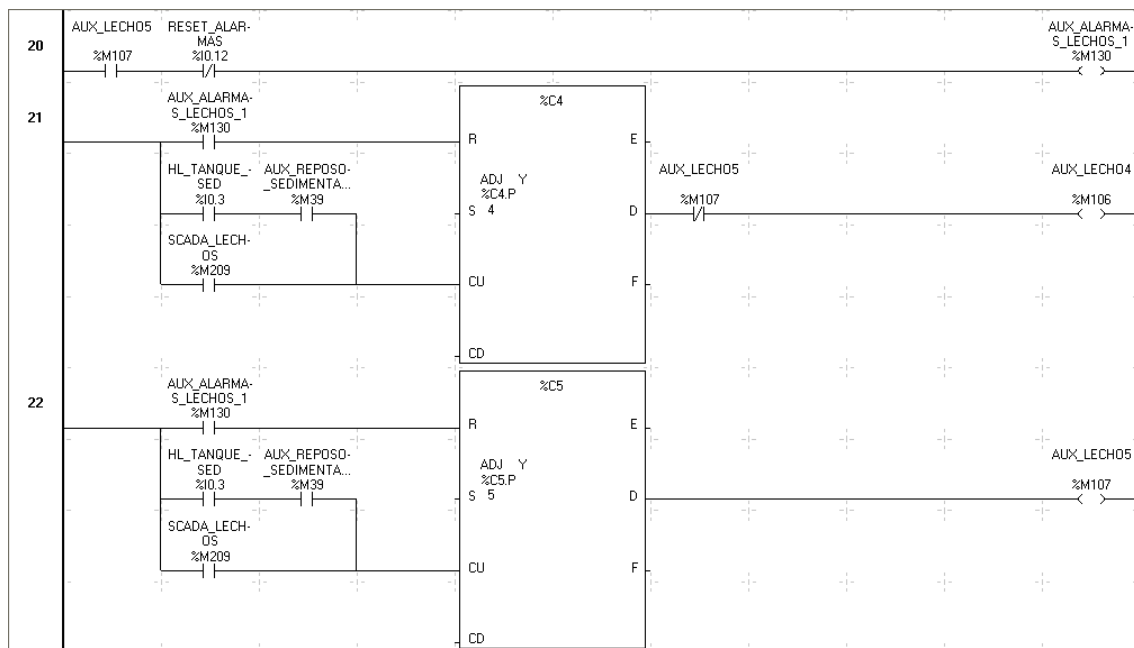 AUX_LECHO5 RESET_ALAR- AUX_ALARMA-
MAS S_LECHOS_1
20 %M107 %I0.12 %M130
AUX_ALARMA- %C4
21 S_LECHOS_1
%M130
R E
HL_TANQUE_- AUX_REPOSO- ADJ Y AUX_LECHO5 AUX_LECHO4
SED _SEDIMENTA... %C4.P
%I0.3 %M39 S 4 D %M107 %M106
SCADA_LECH-
OS
%M209
CU F
CD
AUX_ALARMA- %C5
22 S_LECHOS_1
%M130
R E
HL_TANQUE_- AUX_REPOSO- ADJ Y AUX_LECHO5
SED _SEDIMENTA... %C5.P
%I0.3 %M39 S 5 D %M107
SCADA_LECH-
OS
%M209
CU F
CD